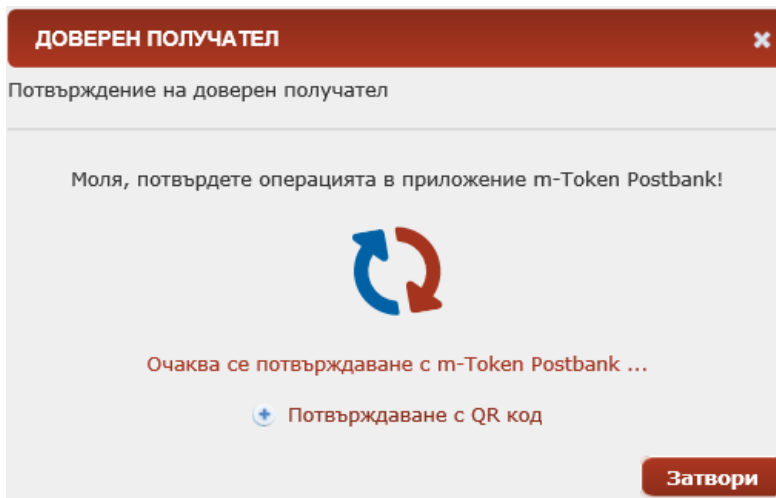 ДОВЕРЕН ПОЛУЧАТЕЛ
Потвърждение на доверен получател
Моля, потвърдете операцията в приложение m-Token Postbank!
Очаква се потвърждаване с m-Token Postbank ...
Потвърждаване с QR код
Затвори